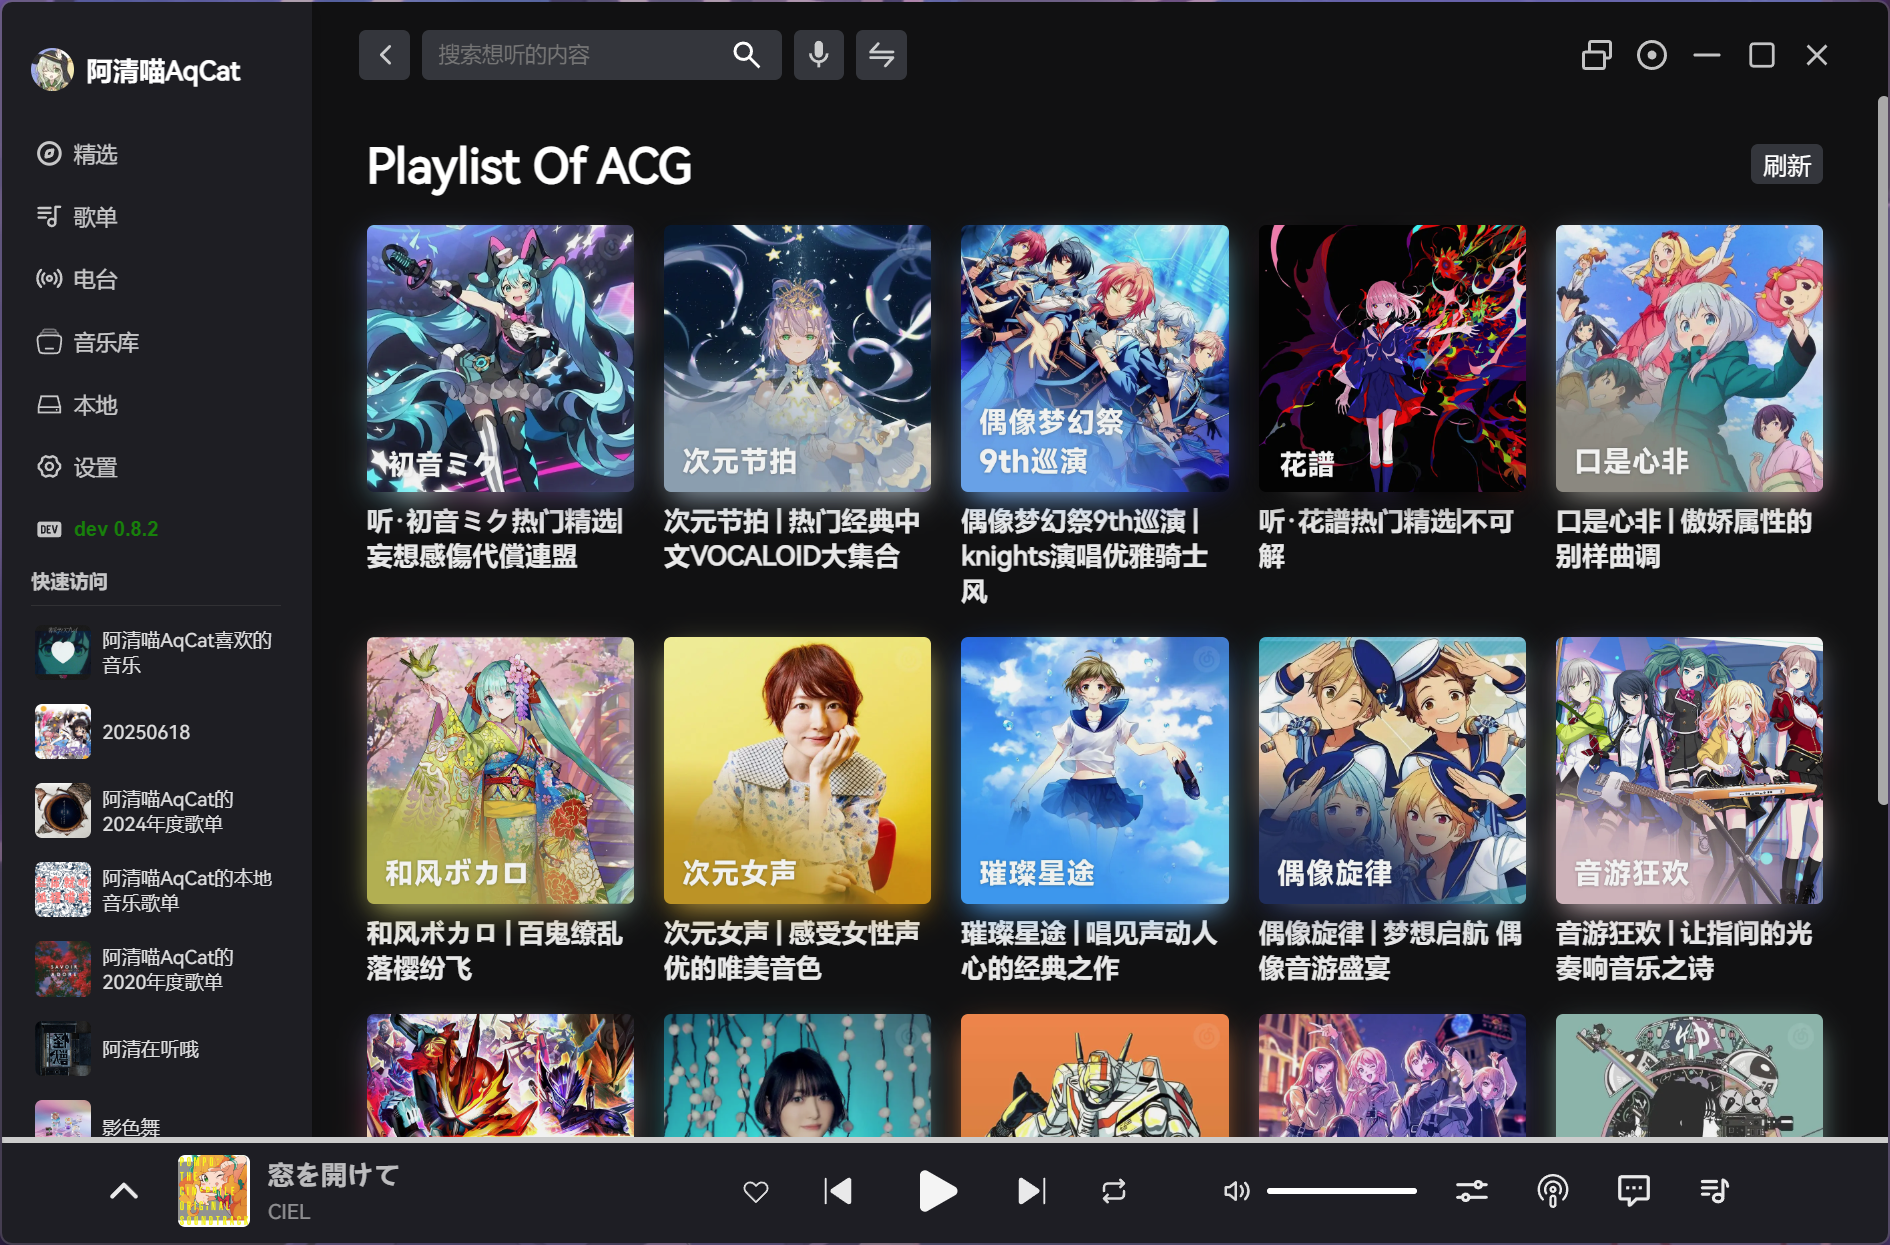 阿清喵AqCat
搜索想听的内容
精选
歌单
电台
音乐库
本地
设置
DEV dev 0.8.2
快速访问
阿清喵AqCat喜欢的
音乐
20250618
阿清喵AqCat的
2024年度歌单
阿清喵AqCat的本地
音乐歌单
SAVOIR
ADORE
阿清喵AqCat的
2020年度歌单
阿清在听哦
影色舞
Playlist Of ACG
刷新
初音ミク
听·初音ミク热门精选|
妄想感傷代償連盟
次元节拍
次元节拍 | 热门经典中
文VOCALOID大集合
偶像梦幻祭
9th巡演
偶像梦幻祭9th巡演 |
knights演唱优雅骑士
风
花譜
听·花譜热门精选|不可
解
口是心非
口是心非 | 傲娇属性的
别样曲调
和风ボカロ
和风ボカロ | 百鬼缭乱
落樱纷飞
次元女声
次元女声 | 感受女性声
优的唯美音色
璀璨星途
璀璨星途 | 唱见声动人
心的经典之作
偶像旋律
偶像旋律 | 梦想启航 偶
像音游盛宴
音游狂欢
音游狂欢 | 让指间的光
奏响音乐之诗
窓を開けて
CIEL